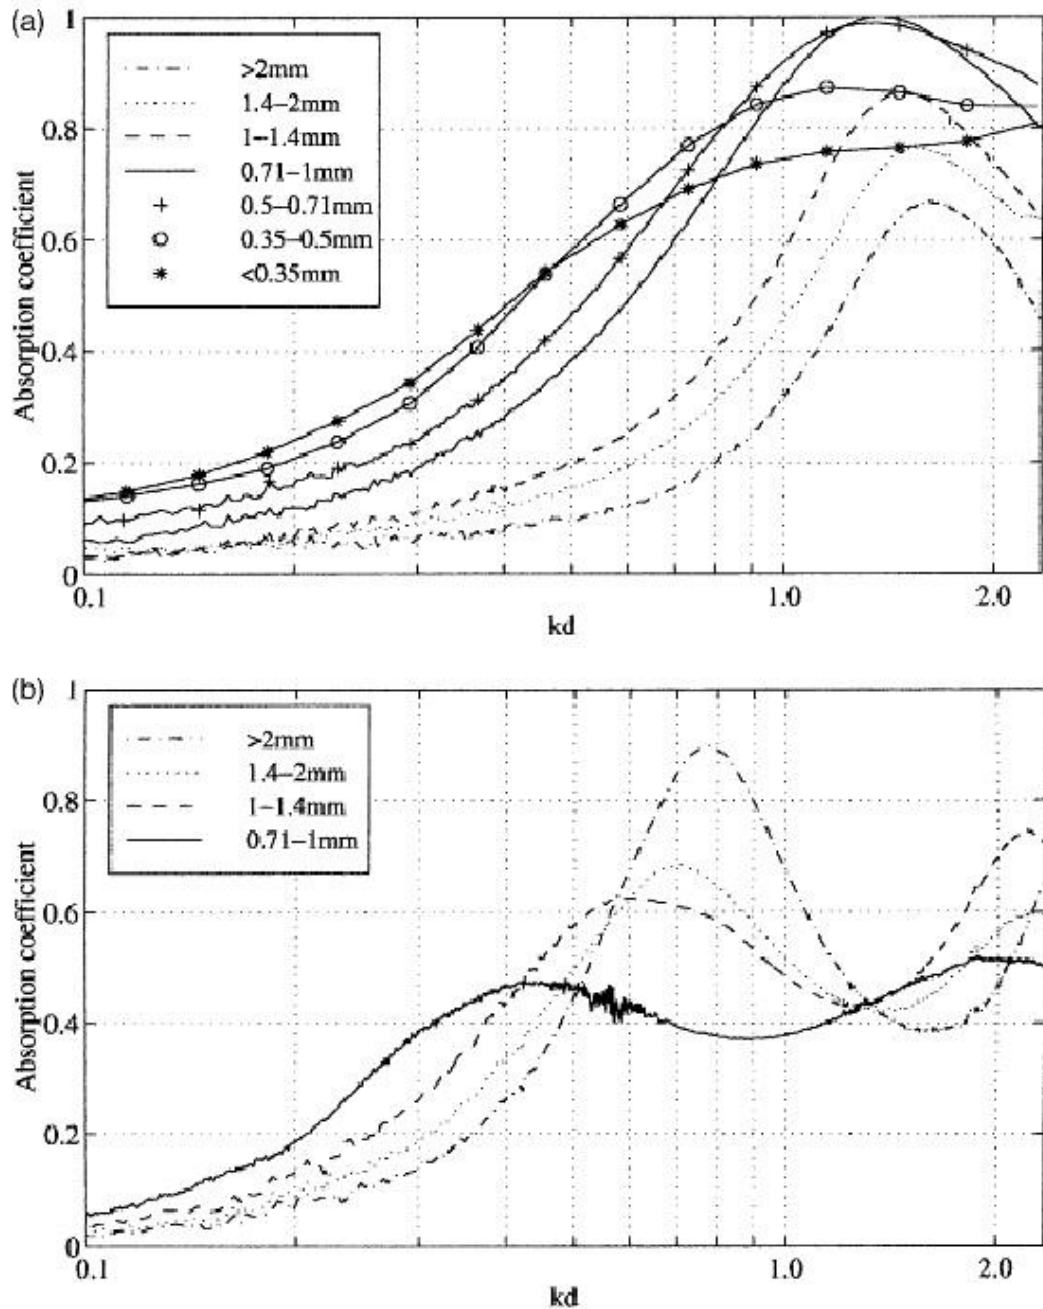 (a)
1
0.8
0.6
0.4
0.2
0
Absorption coefficient
>2mm
1.4–2mm
1–1.4mm
0.71–1mm
0.5–0.71mm
0.35–0.5mm
<0.35mm
0.1
1.0
2.0
kd
(b)
1
0.8
0.6
0.4
0.2
0
Absorption coefficient
>2mm
1.4–2mm
1–1.4mm
0.71–1mm
0.1
1.0
2.0
kd